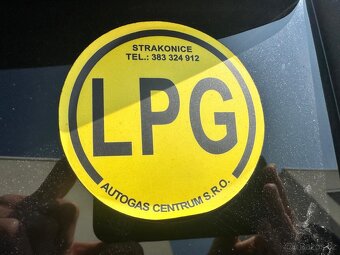 STRAKONICE
TEL.: 383 324 912
LPG
AUTOGAS CENTRUM S.R.O.